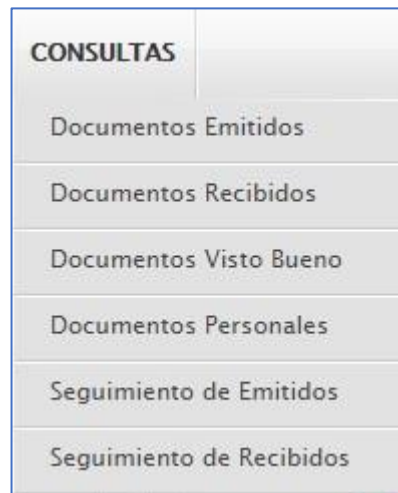 CONSULTAS
Documentos Emitidos
Documentos Recibidos
Documentos Visto Bueno
Documentos Personales
Seguimiento de Emitidos
Seguimiento de Recibidos